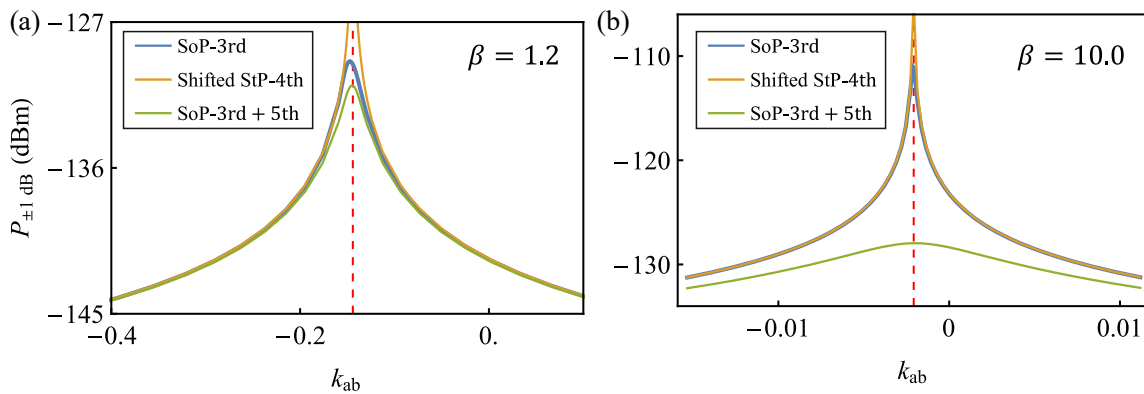 (a)
−127
−136
−145
P±1 dB (dBm)
SoP-3rd
Shifted StP-4th
SoP-3rd + 5th
β = 1.2
−0.4
−0.2
0.
kab
(b)
−110
−120
−130
SoP-3rd
Shifted StP-4th
SoP-3rd + 5th
β = 10.0
−0.01
0
0.01
kab